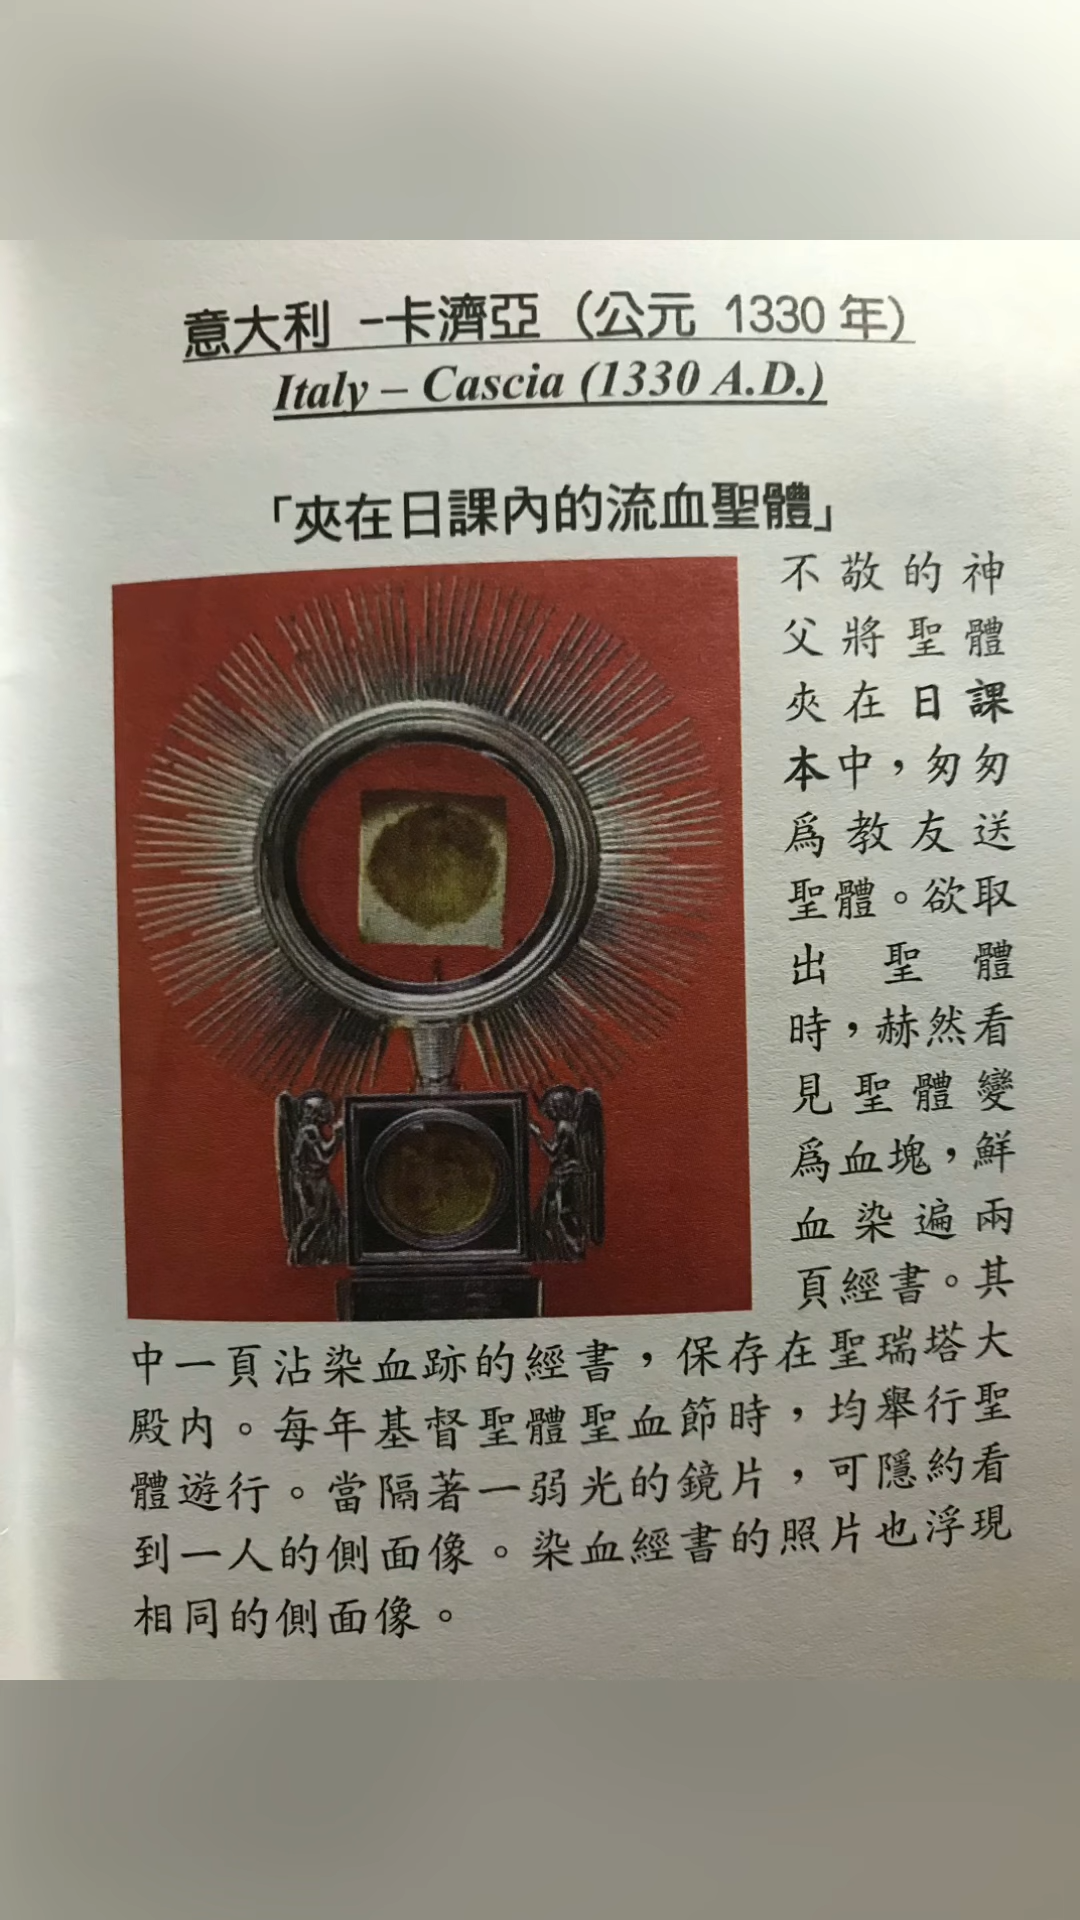 意大利 -卡濟亞（公元 1330 年）
Italy – Cascia (1330 A.D.)
「夾在日課內的流血聖體」
不敬的神
父將聖體
夾在日課
本中，匆匆
為教友送
聖體。欲取
出聖體
時，赫然看
見聖體變
為血塊，鮮
血染遍兩
頁經書。其
中一頁沾染血跡的經書，保存在聖瑞塔大
殿內。每年基督聖體聖血節時，均舉行聖
體遊行。當隔著一弱光的鏡片，可隱約看
到一人的側面像。染血經書的照片也浮現
相同的側面像。